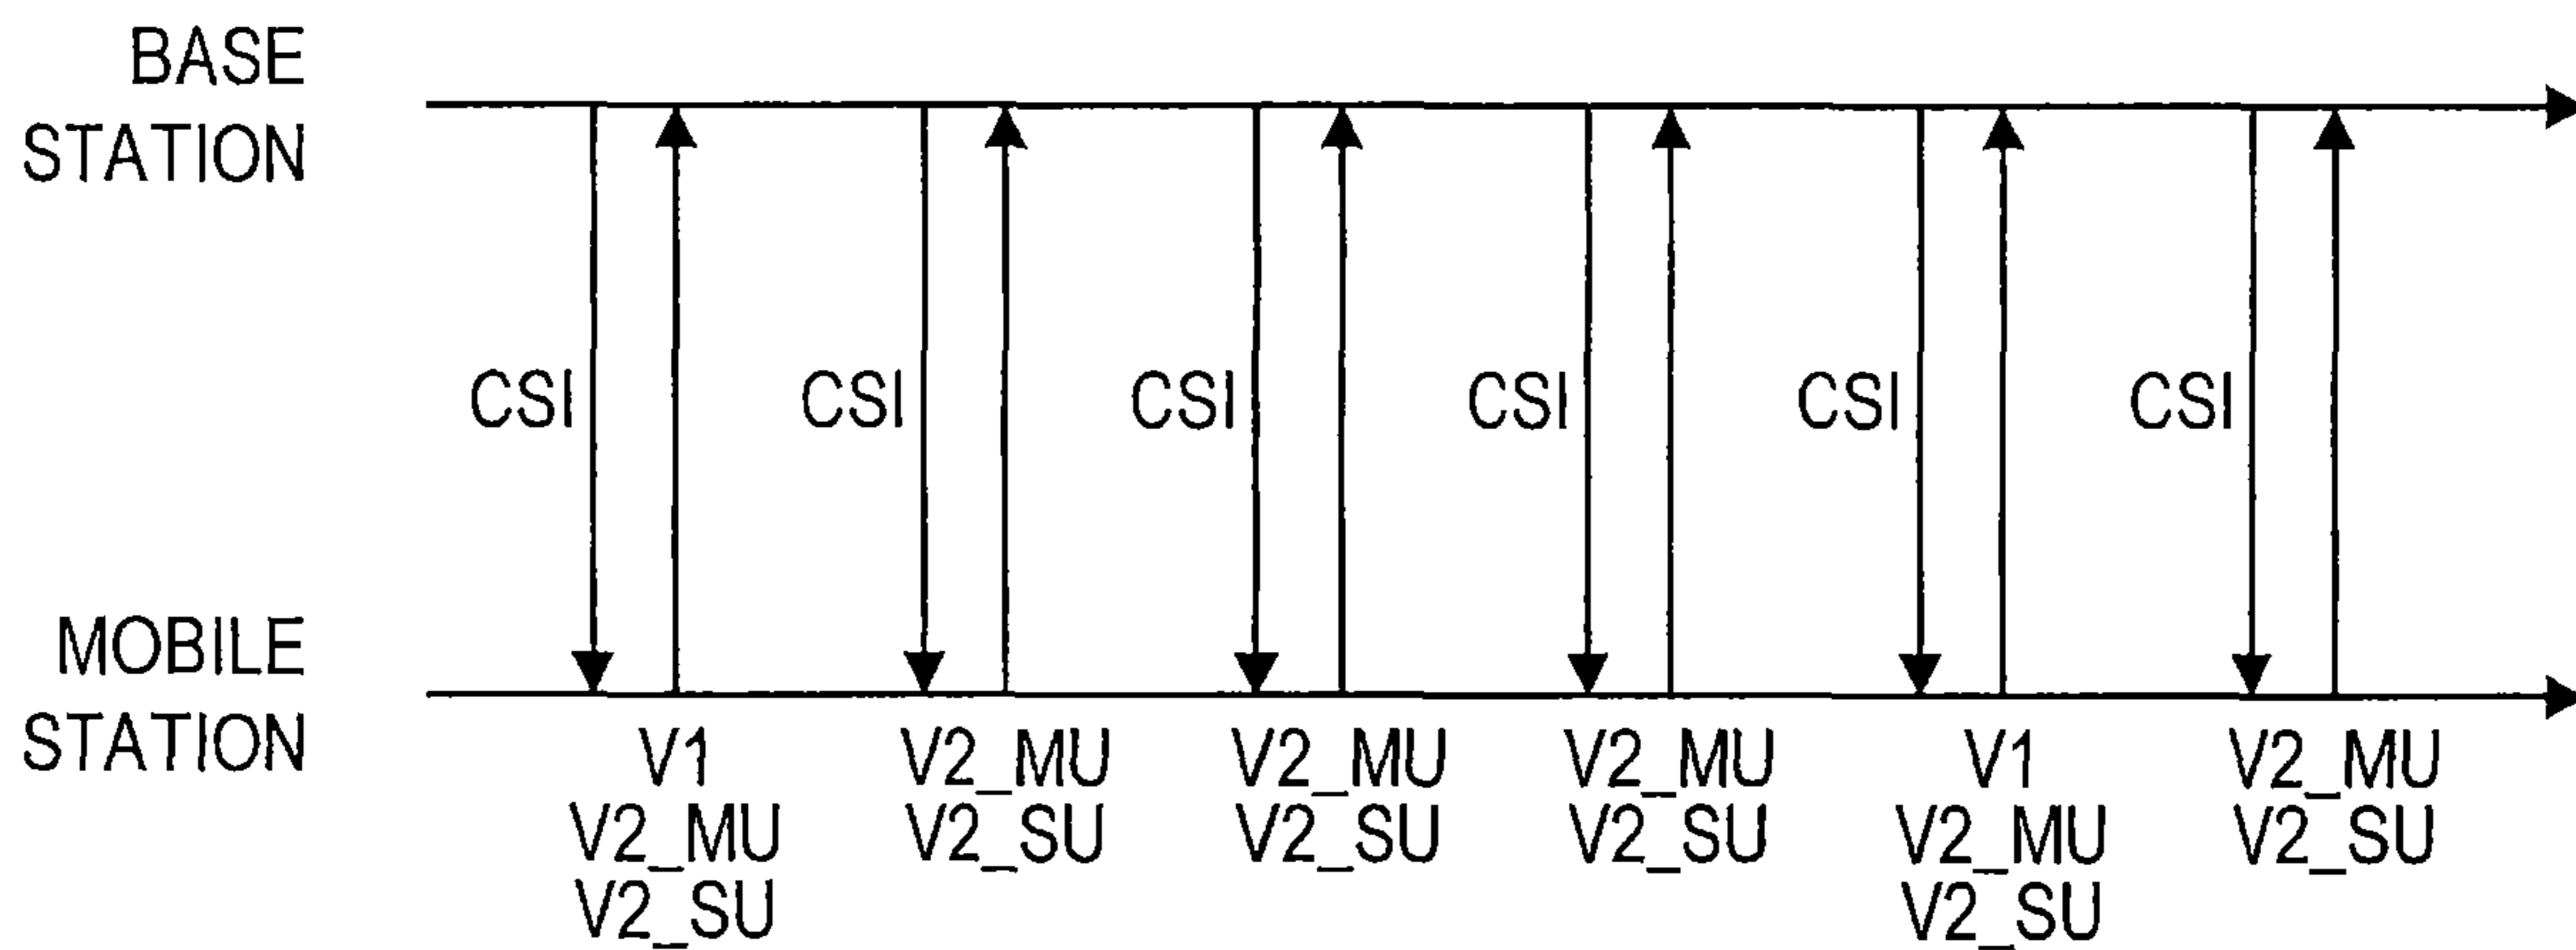 BASE
STATION
CSI
CSI
CSI
CSI
CSI
CSI
MOBILE
STATION
V1
V2_MU
V2_SU
V2_MU
V2_SU
V2_MU
V2_SU
V2_MU
V2_SU
V1
V2_MU
V2_SU
V2_MU
V2_SU